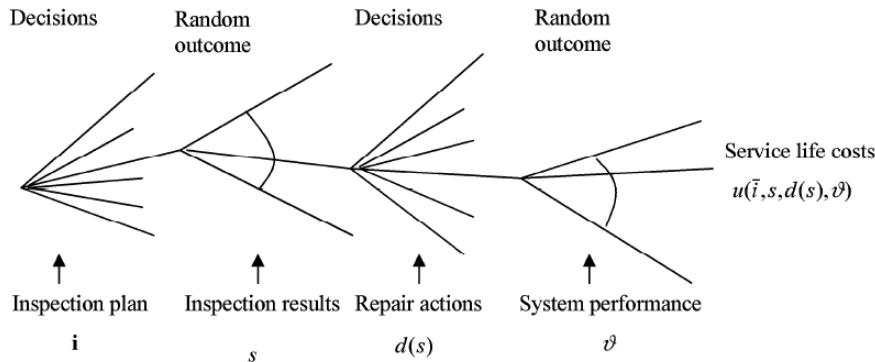 Decisions
Random
outcome
Decisions
Random
outcome
Service life costs
u(i̅,s,d(s),ϑ)
Inspection plan
Inspection results
Repair actions
System performance
i
s
d(s)
ϑ